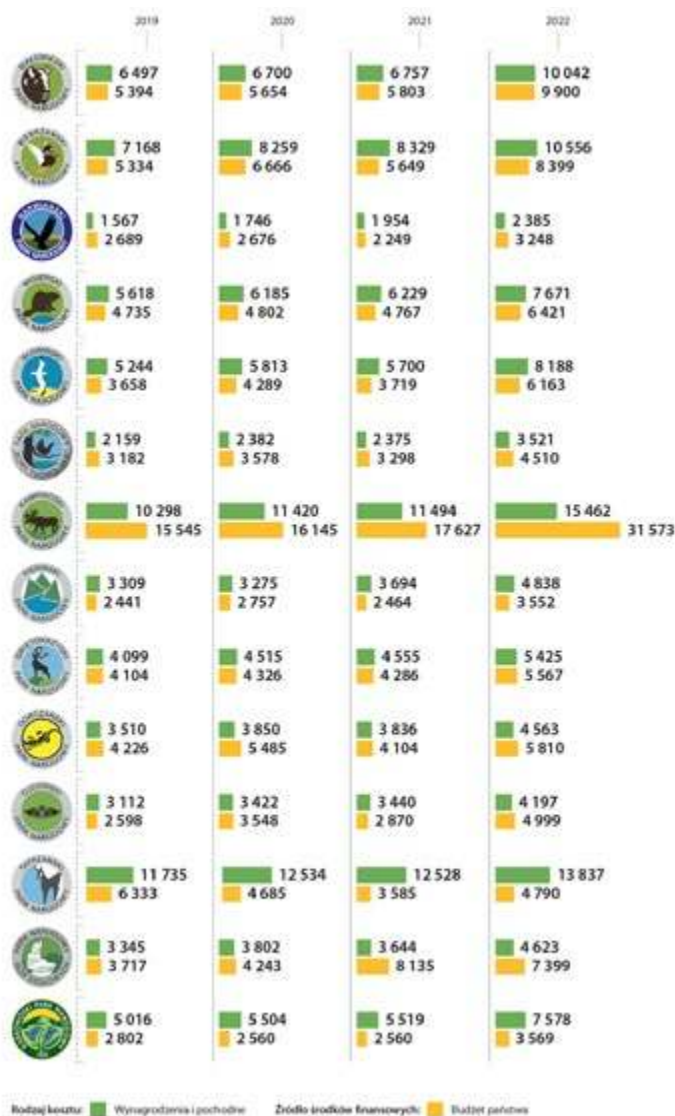 2019 2020 2021 2022
6 497 6 700 6 757 10 042
5 394 5 654 5 803 9 900
7 168 8 259 8 329 10 556
5 334 6 666 5 649 8 399
1 567 1 746 1 954 2 385
2 689 2 676 2 249 3 248
5 618 6 185 6 229 7 671
4 735 4 802 4 767 6 421
5 244 5 813 5 700 8 188
3 658 4 289 3 719 6 163
2 159 2 382 2 375 3 521
3 182 3 578 3 298 4 510
10 298 11 420 11 494 15 462
15 545 16 145 17 627 31 573
3 309 3 275 3 694 4 838
2 441 2 757 2 464 3 552
4 099 4 515 4 555 5 425
4 104 4 326 4 286 5 567
3 510 3 850 3 836 4 563
4 226 5 485 4 104 5 810
3 112 3 422 3 440 4 197
2 598 3 548 2 870 4 999
11 735 12 534 12 528 13 837
6 333 4 685 3 585 4 790
3 345 3 802 3 644 4 623
3 717 4 243 8 135 7 399
5 016 5 504 5 519 7 578
2 802 2 560 2 560 3 569
Rodzaj kosztu: Wynagrodzenia i pochodne Źródło środków finansowych: Budżet państwa